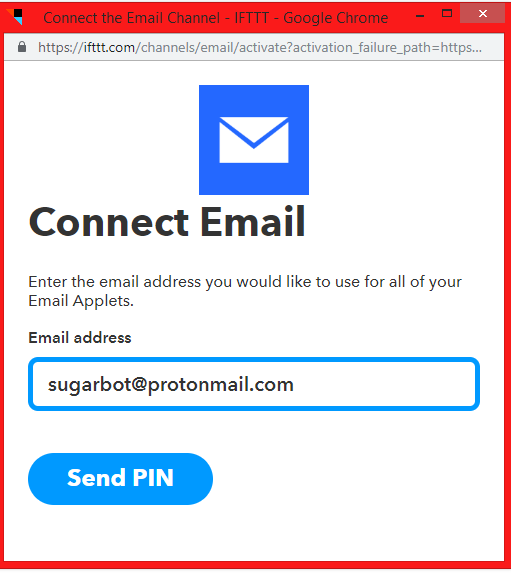 Connect the Email Channel - IFTTT - Google Chrome
https://ifttt.com/channels/email/activate?activation_failure_path=https...
Connect Email
Enter the email address you would like to use for all of your
Email Applets.
Email address
sugarbot@protonmail.com
Send PIN